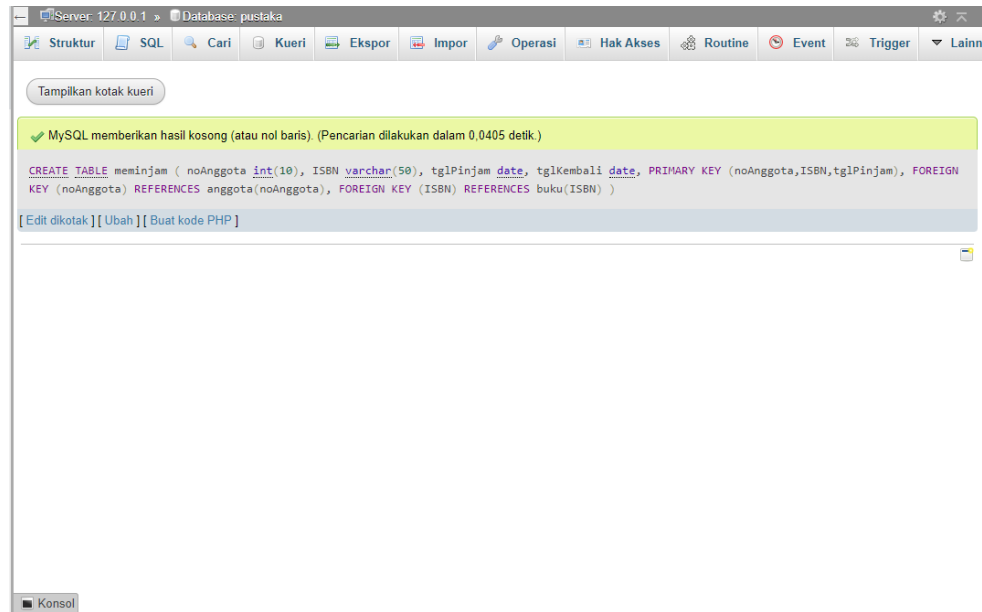 ← Server: 127.0.0.1 » Database: pustaka
Struktur SQL Cari Kueri Ekspor Impor Operasi Hak Akses Routine Event Trigger Lainn
Tampilkan kotak kueri
MySQL memberikan hasil kosong (atau nol baris). (Pencarian dilakukan dalam 0,0405 detik.)
CREATE TABLE meminjam ( noAnggota int(10), ISBN varchar(50), tglPinjam date, tglKembali date, PRIMARY KEY (noAnggota,ISBN,tglPinjam), FOREIGN
KEY (noAnggota) REFERENCES anggota(noAnggota), FOREIGN KEY (ISBN) REFERENCES buku(ISBN) )
[ Edit dikotak ] [ Ubah ] [ Buat kode PHP ]
Konsol